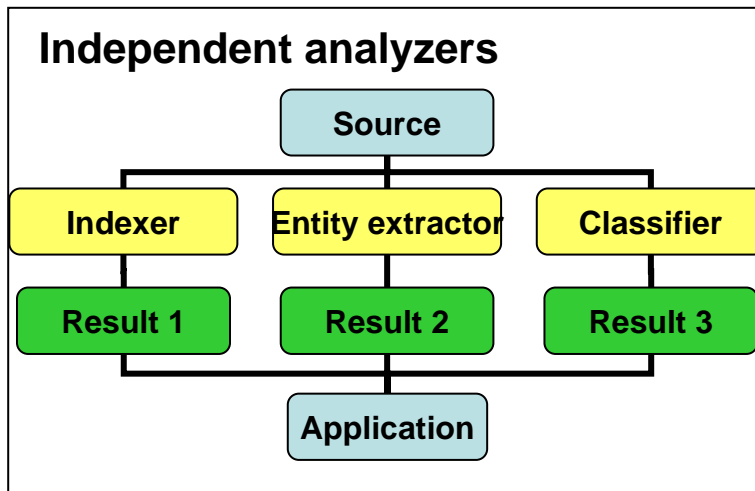 Independent analyzers
Source
Indexer
Entity extractor
Classifier
Result 1
Result 2
Result 3
Application